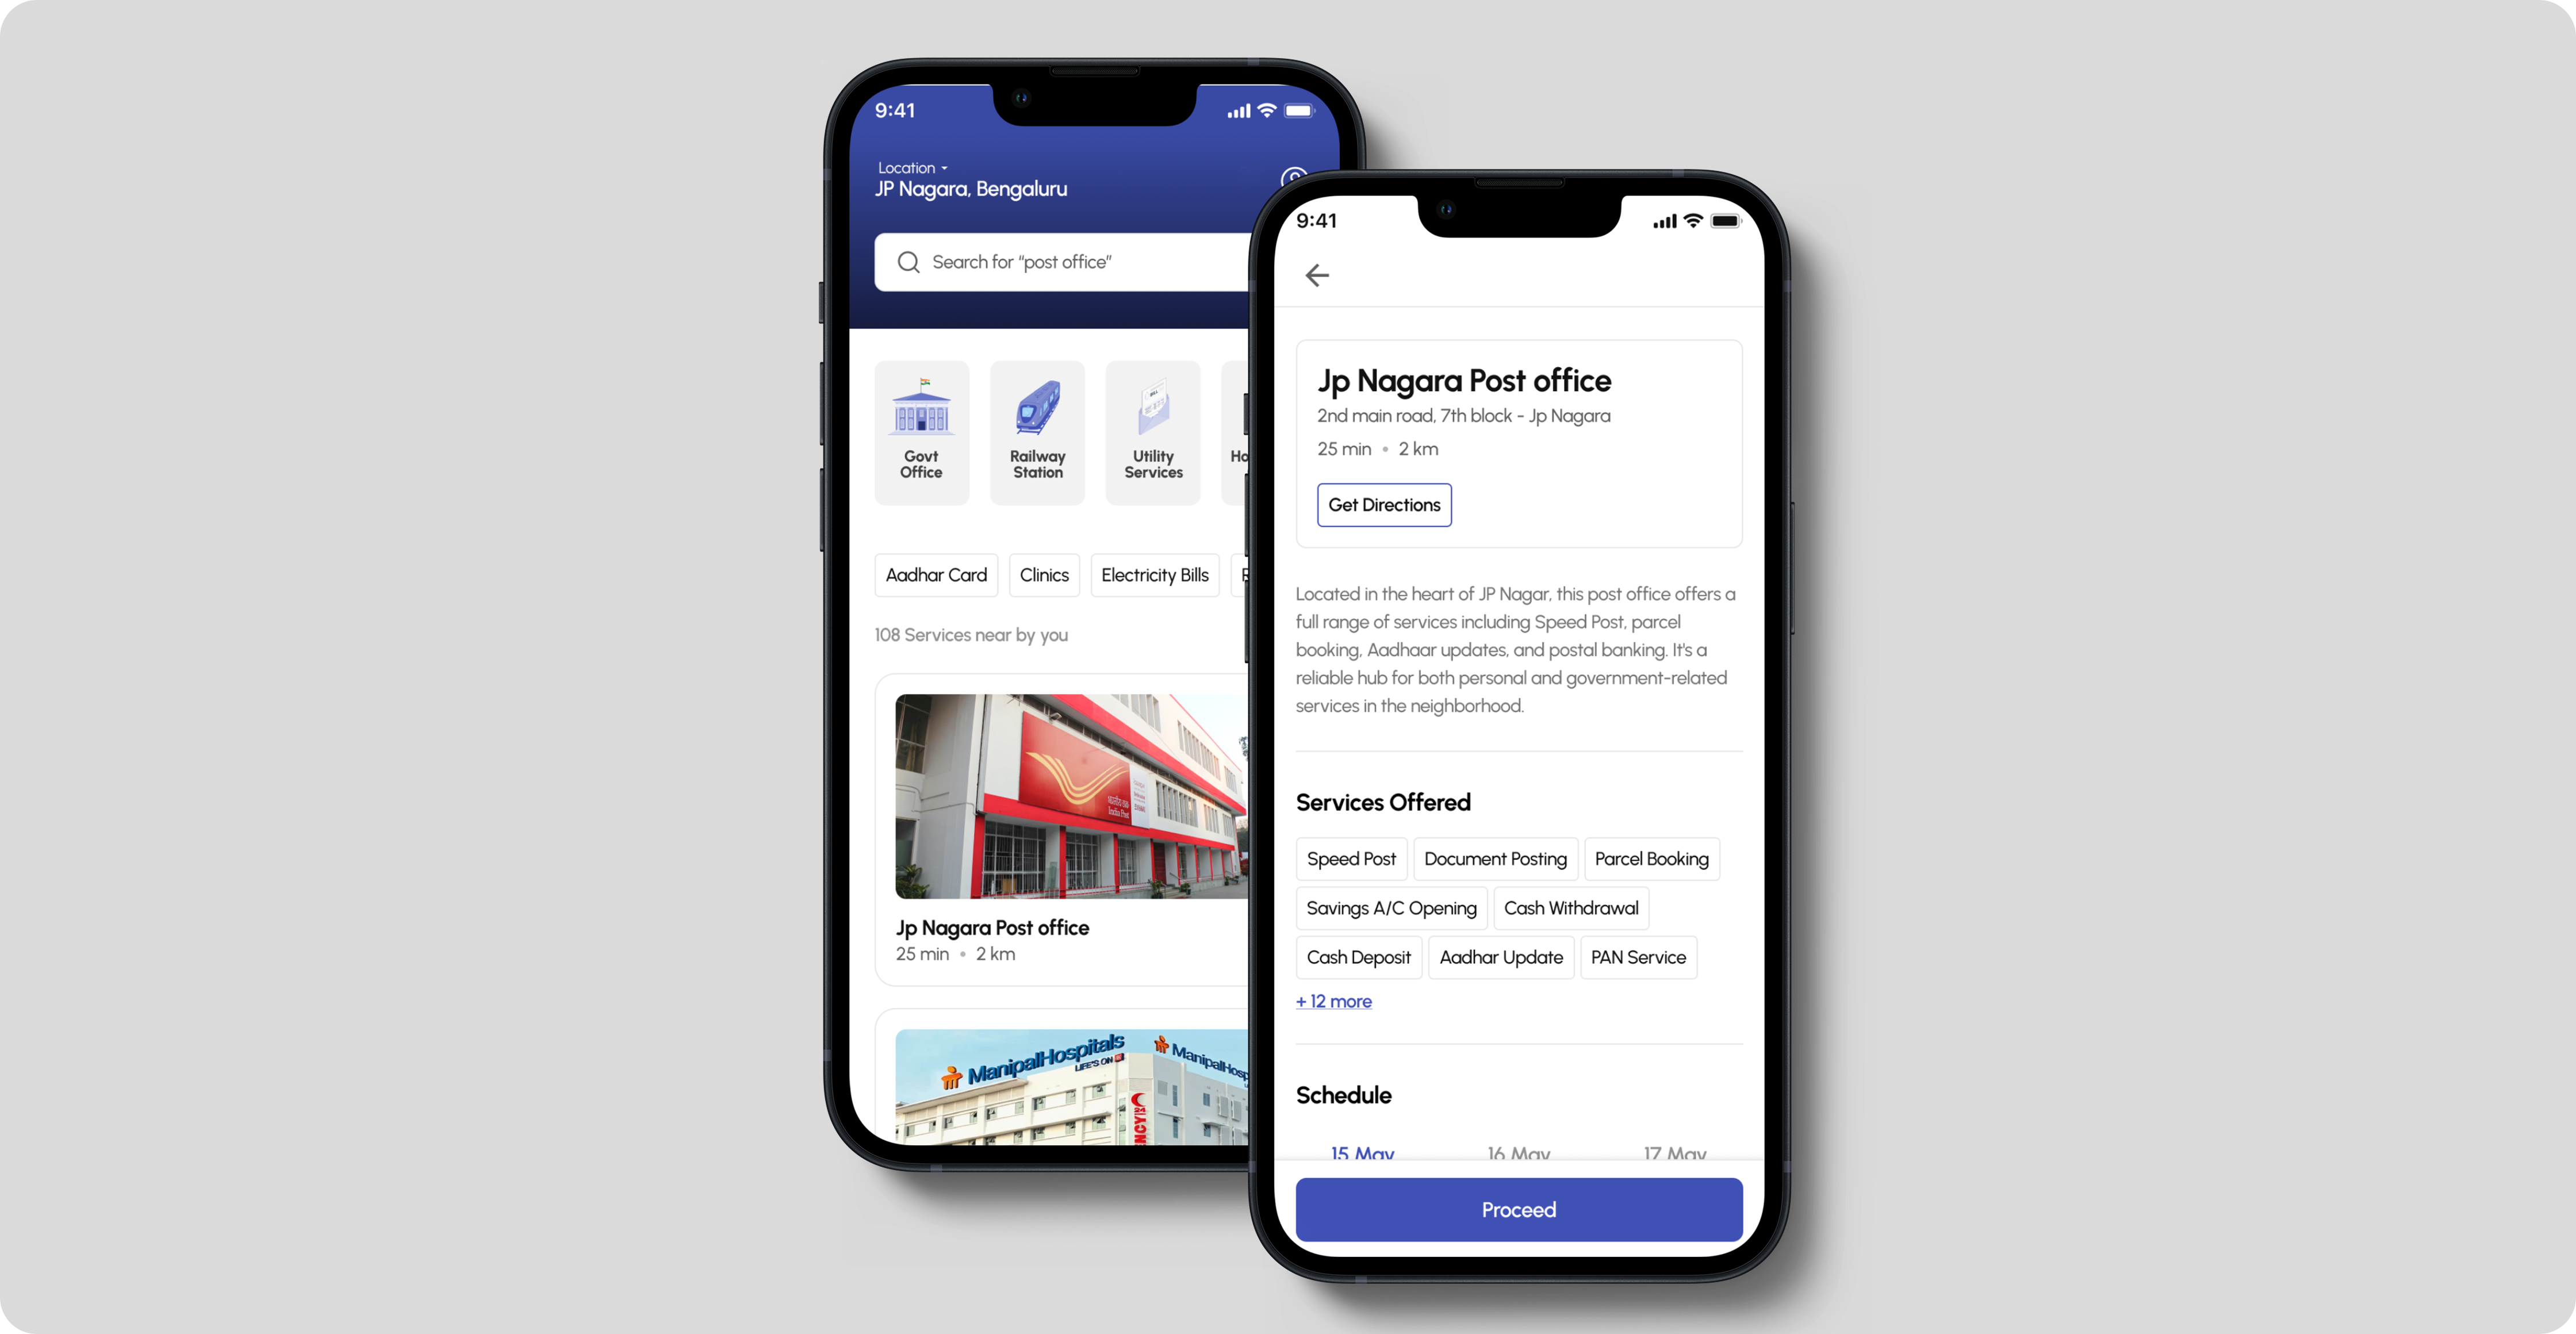 9:41
Location
JP Nagara, Bengaluru
Search for “post office”
Govt
Office
Railway
Station
Utility
Services
Ho
Aadhar Card
Clinics
Electricity Bills
108 Services near by you
India Post
Jp Nagara Post office
25 min • 2 km
ManipalHospitals
LIFE'S ON
ManipalHosp
9:41
Jp Nagara Post office
2nd main road, 7th block - Jp Nagara
25 min • 2 km
Get Directions
Located in the heart of JP Nagar, this post office offers a
full range of services including Speed Post, parcel
booking, Aadhaar updates, and postal banking. It's a
reliable hub for both personal and government-related
services in the neighborhood.
Services Offered
Speed Post
Document Posting
Parcel Booking
Savings A/C Opening
Cash Withdrawal
Cash Deposit
Aadhar Update
PAN Service
+ 12 more
Schedule
15 May
16 May
17 May
Proceed